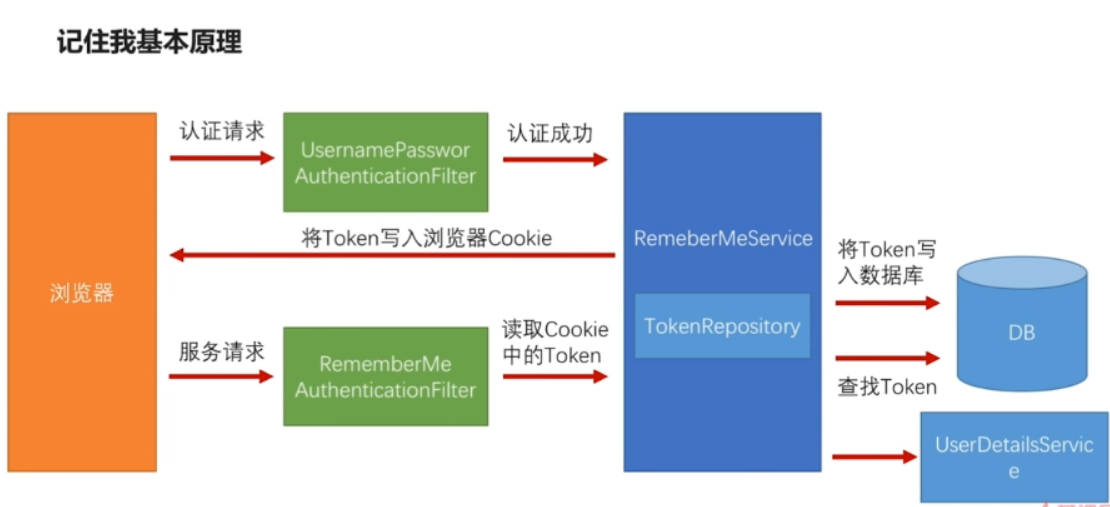 记住我基本原理
认证请求
UsernamePasswor
AuthenticationFilter
认证成功
将Token写入浏览器Cookie
RemeberMeService
将Token写
入数据库
浏览器
TokenRepository
DB
服务请求
RememberMe
AuthenticationFilter
读取Cookie
中的Token
查找Token
UserDetailsServic
e